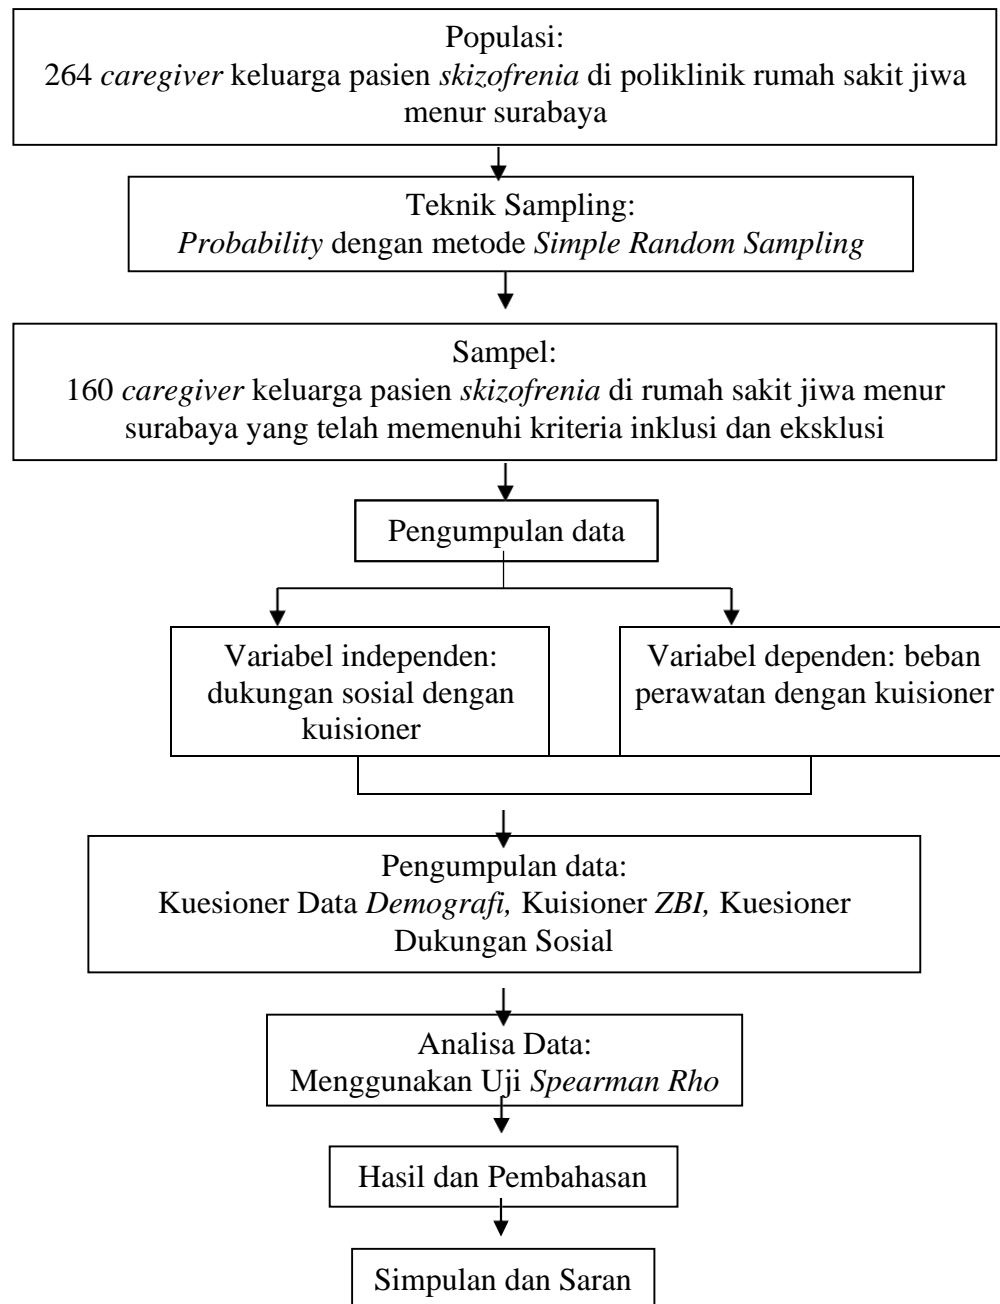 Populasi:
264 caregiver keluarga pasien skizofrenia di poliklinik rumah sakit jiwa
menur surabaya
Teknik Sampling:
Probability dengan metode Simple Random Sampling
Sampel:
160 caregiver keluarga pasien skizofrenia di rumah sakit jiwa menur
surabaya yang telah memenuhi kriteria inklusi dan eksklusi
Pengumpulan data
Variabel independen:
dukungan sosial dengan
kuisioner
Variabel dependen: beban
perawatan dengan kuisioner
Pengumpulan data:
Kuesioner Data Demografi, Kuisioner ZBI, Kuesioner
Dukungan Sosial
Analisa Data:
Menggunakan Uji Spearman Rho
Hasil dan Pembahasan
Simpulan dan Saran